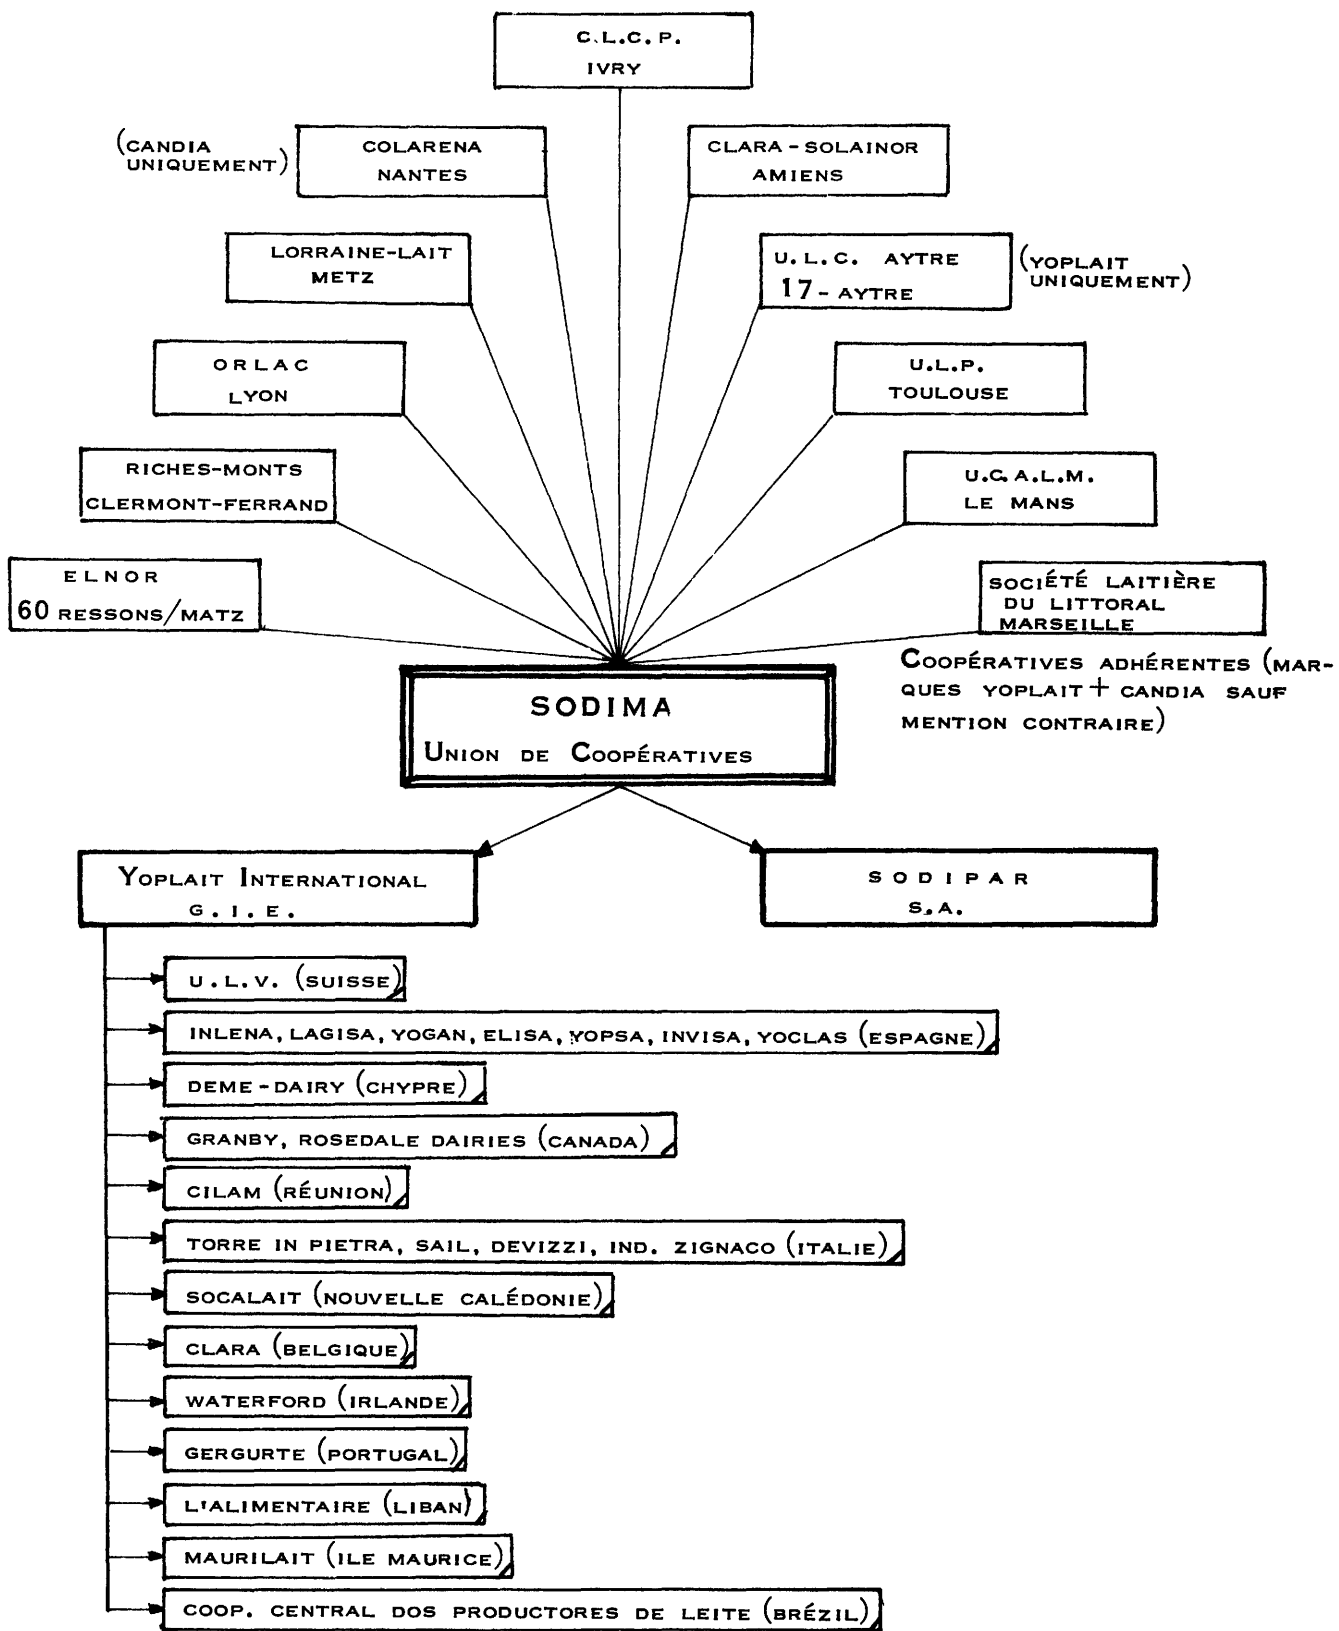 C.L.C.P.
IVRY
(CANDIA
UNIQUEMENT)
COLARENA
NANTES
CLARA-SOLAINOR
AMIENS
LORRAINE-LAIT
METZ
U.L.C. AYTRE
17-AYTRE
(YOPLAIT
UNIQUEMENT)
ORLAC
LYON
U.L.P.
TOULOUSE
RICHES-MONTS
CLERMONT-FERRAND
U.C.A.L.M.
LE MANS
ELNOR
60 RESSONS/MATZ
SOCIÉTÉ LAITIÈRE
DU LITTORAL
MARSEILLE
COOPÉRATIVES ADHÉRENTES (MAR-
QUES YOPLAIT + CANDIA SAUF
MENTION CONTRAIRE)
SODIMA
UNION DE COOPÉRATIVES
YOPLAIT INTERNATIONAL
G.I.E.
SODIPAR
S.A.
U.L.V. (SUISSE)
INLENA, LAGISA, YOGAN, ELISA, YOPSA, INVISA, YOCLAS (ESPAGNE)
DEME-DAIRY (CHYPRE)
GRANBY, ROSEDALE DAIRIES (CANADA)
CILAM (RÉUNION)
TORRE IN PIETRA, SAIL, DEVIZZI, IND. ZIGNACO (ITALIE)
SOCALAIT (NOUVELLE CALÉDONIE)
CLARA (BELGIQUE)
WATERFORD (IRLANDE)
GERGURTE (PORTUGAL)
L'ALIMENTAIRE (LIBAN)
MAURILAIT (ILE MAURICE)
COOP. CENTRAL DOS PRODUCTORES DE LEITE (BRÉZIL)